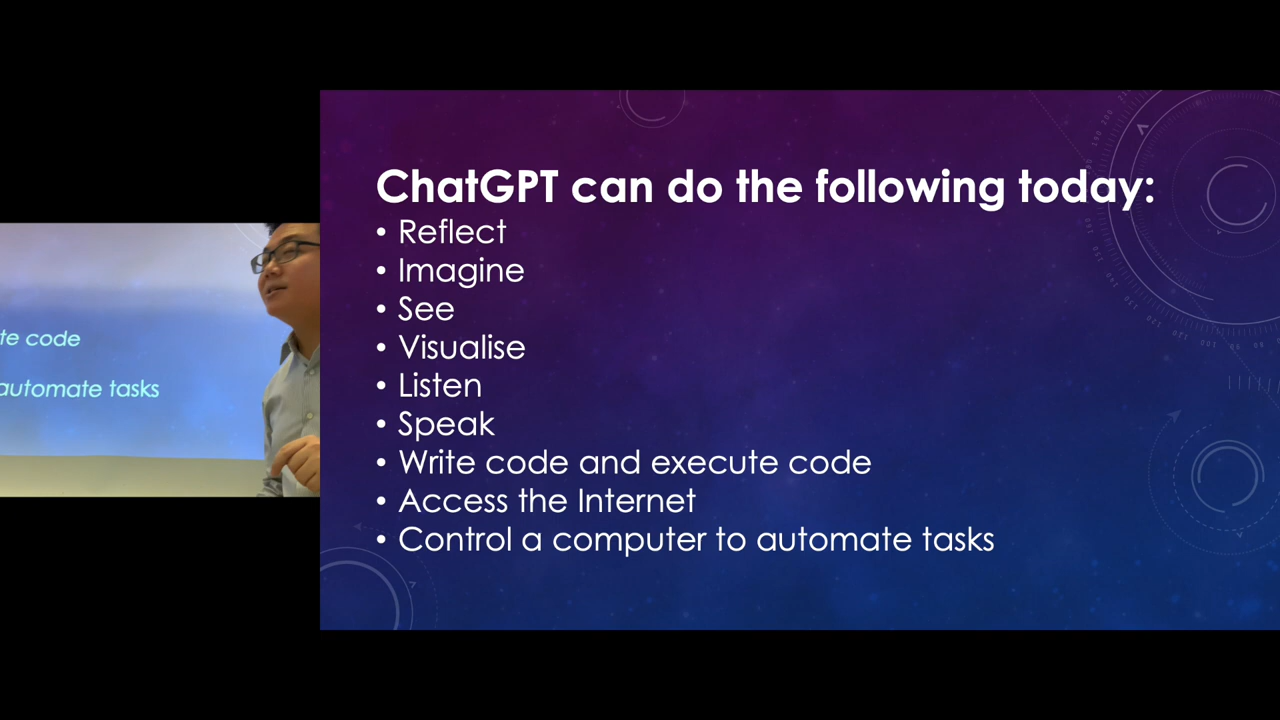 te code
automate tasks
ChatGPT can do the following today:
• Reflect
• Imagine
• See
• Visualise
• Listen
• Speak
• Write code and execute code
• Access the Internet
• Control a computer to automate tasks